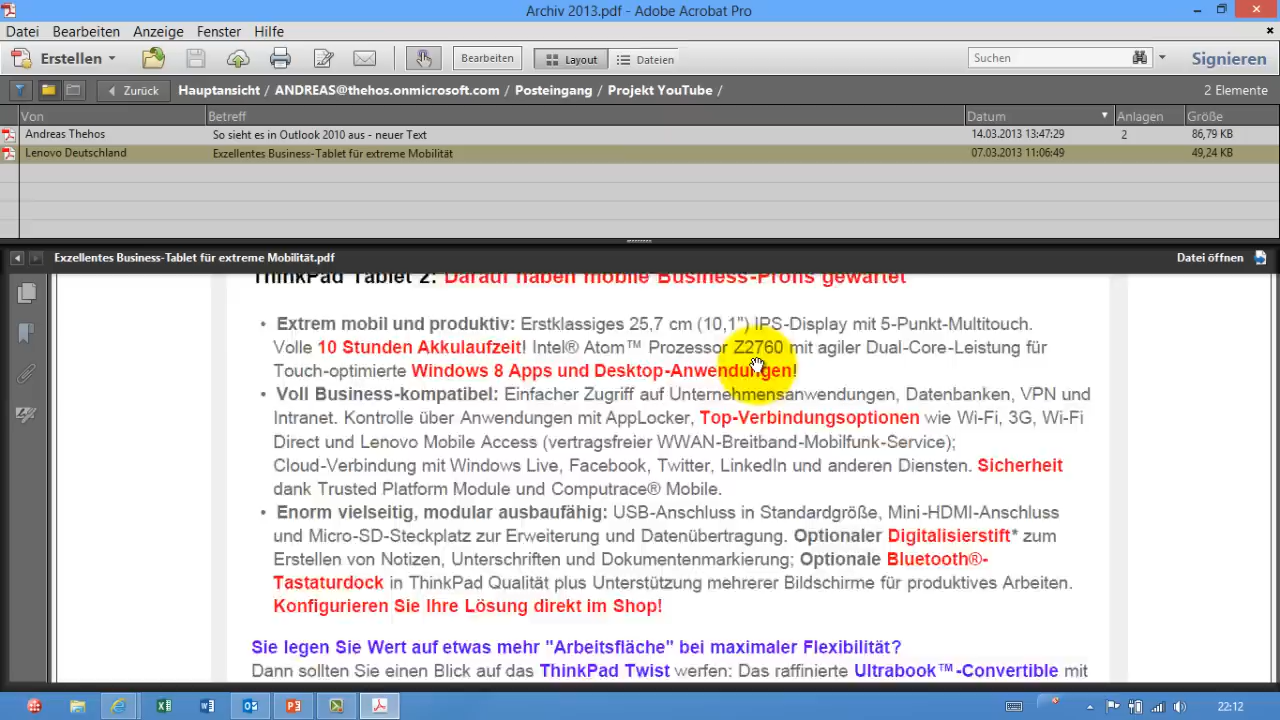 Archiv 2013.pdf - Adobe Acrobat Pro
Datei Bearbeiten Anzeige Fenster Hilfe
Erstellen Bearbeiten Layout Dateien Suchen Signieren
Zurück Hauptansicht / ANDREAS@thehos.onmicrosoft.com / Posteingang / Projekt YouTube / 2 Elemente
Von Betreff Datum Anlagen Größe
Andreas Thehos So sieht es in Outlook 2010 aus - neuer Text 14.03.2013 13:47:29 2 86,79 KB
Lenovo Deutschland Exzellentes Business-Tablet für extreme Mobilität 07.03.2013 11:06:49 49,24 KB
Exzellentes Business-Tablet für extreme Mobilität.pdf Datei öffnen
ThinkPad Tablet 2: Darauf haben mobile Business-Profis gewartet
• Extrem mobil und produktiv: Erstklassiges 25,7 cm (10,1") IPS-Display mit 5-Punkt-Multitouch.
Volle 10 Stunden Akkulaufzeit! Intel® Atom™ Prozessor Z2760 mit agiler Dual-Core-Leistung für
Touch-optimierte Windows 8 Apps und Desktop-Anwendungen!
• Voll Business-kompatibel: Einfacher Zugriff auf Unternehmensanwendungen, Datenbanken, VPN und
Intranet. Kontrolle über Anwendungen mit AppLocker, Top-Verbindungsoptionen wie Wi-Fi, 3G, Wi-Fi
Direct und Lenovo Mobile Access (vertragsfreier WWAN-Breitband-Mobilfunk-Service);
Cloud-Verbindung mit Windows Live, Facebook, Twitter, LinkedIn und anderen Diensten. Sicherheit
dank Trusted Platform Module und Computrace® Mobile.
• Enorm vielseitig, modular ausbaufähig: USB-Anschluss in Standardgröße, Mini-HDMI-Anschluss
und Micro-SD-Steckplatz zur Erweiterung und Datenübertragung. Optionaler Digitalisierstift* zum
Erstellen von Notizen, Unterschriften und Dokumentenmarkierung; Optionale Bluetooth®-
Tastaturdock in ThinkPad Qualität plus Unterstützung mehrerer Bildschirme für produktives Arbeiten.
Konfigurieren Sie Ihre Lösung direkt im Shop!
Sie legen Sie Wert auf etwas mehr "Arbeitsfläche" bei maximaler Flexibilität?
Dann sollten Sie einen Blick auf das ThinkPad Twist werfen: Das raffinierte Ultrabook™-Convertible mit
22:12